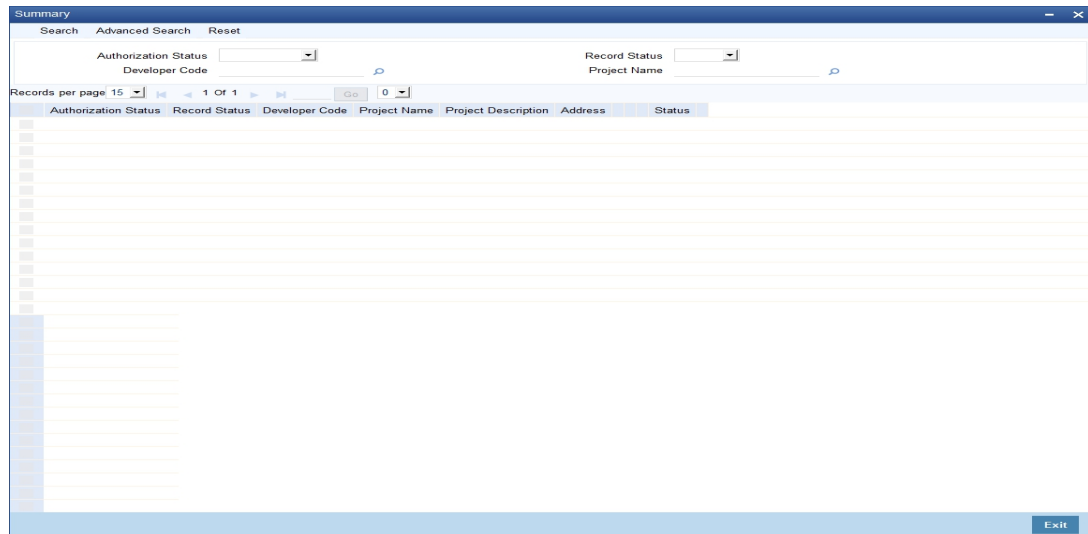 Summary
Search Advanced Search Reset
Authorization Status Record Status
Developer Code Project Name
Records per page 15 1 Of 1 Go 0
Authorization Status Record Status Developer Code Project Name Project Description Address Status
Exit